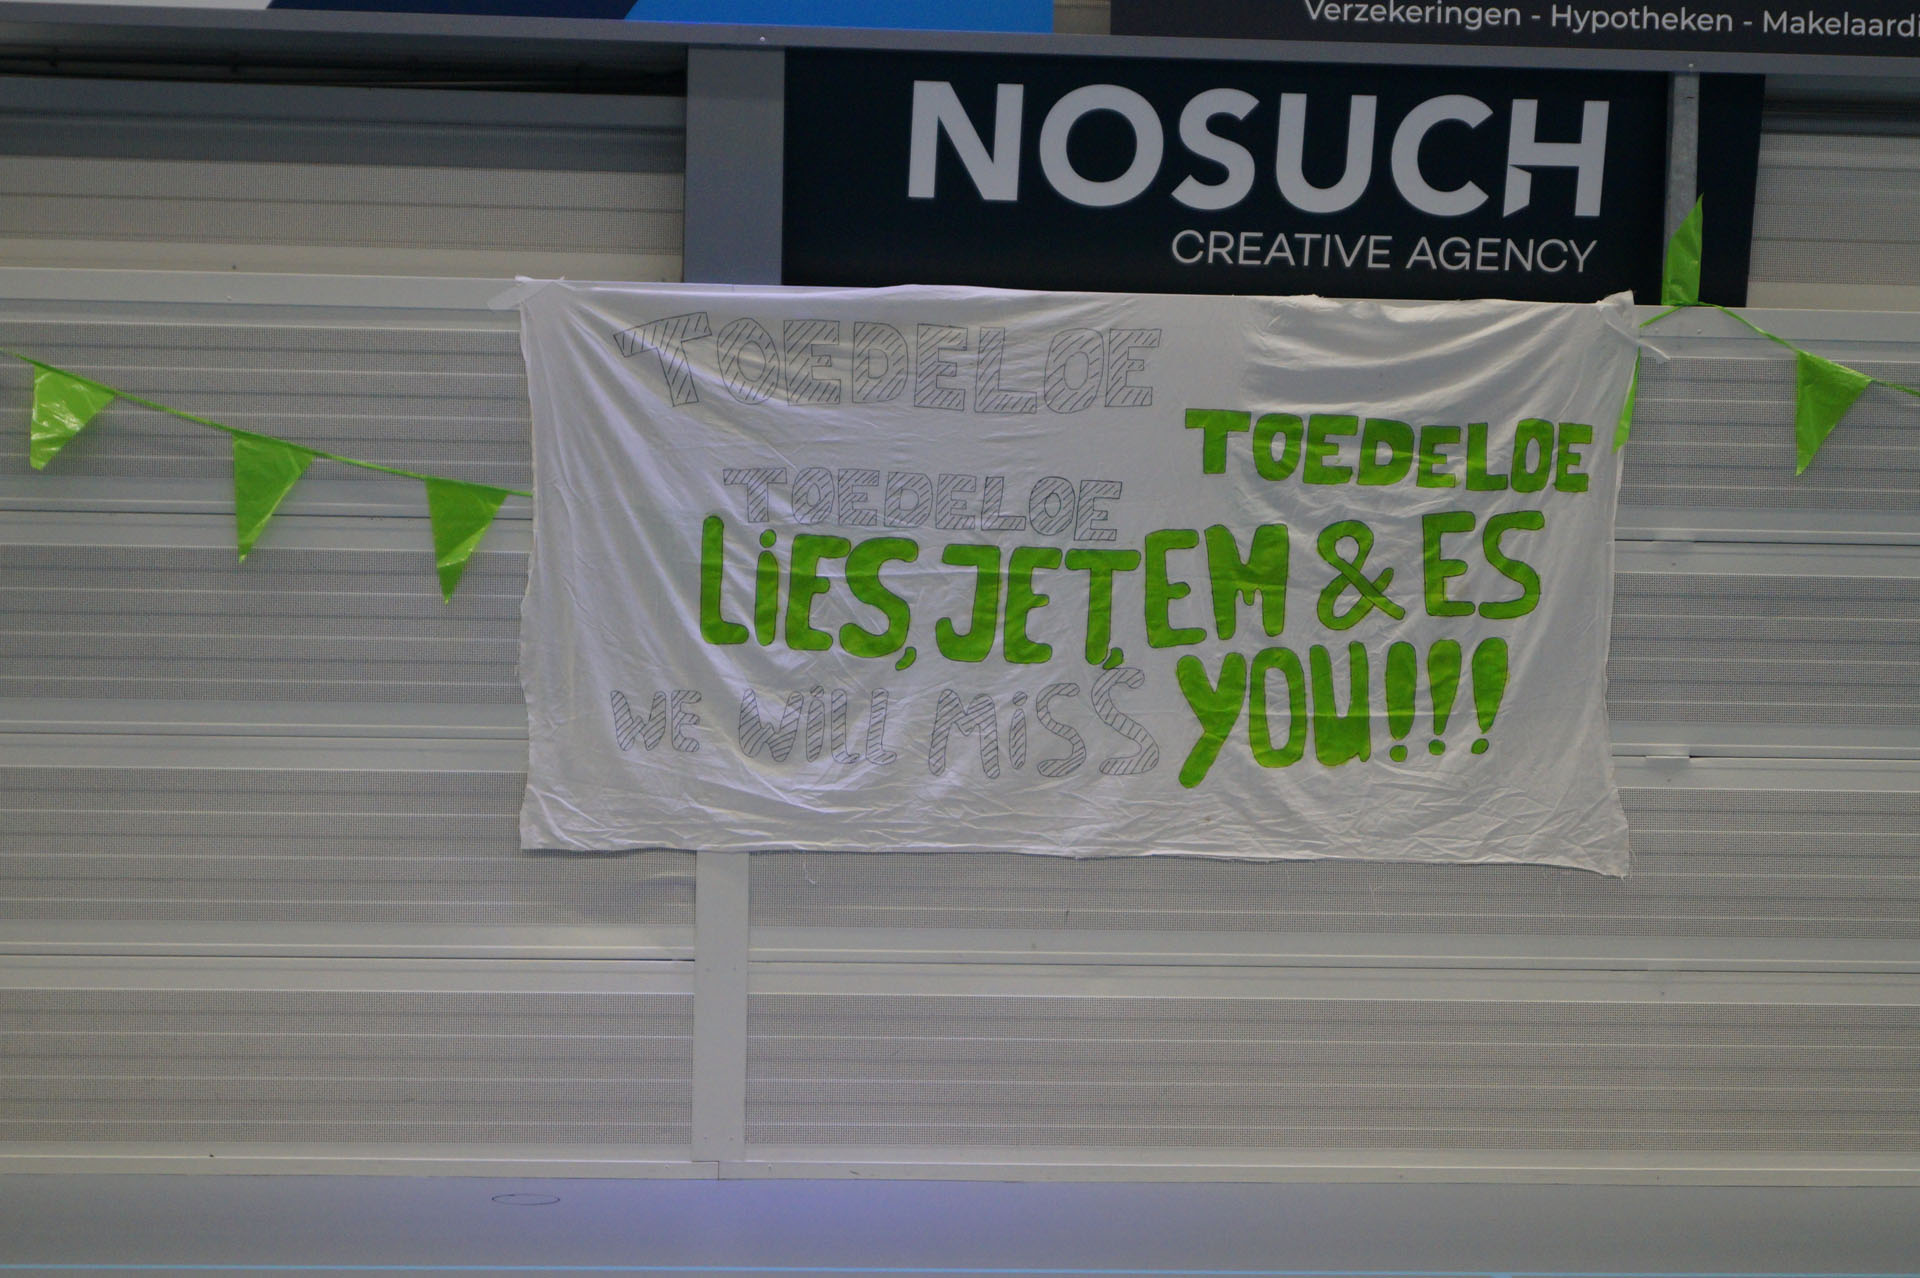 Verzekeringen - Hypotheken - Makelaardi
NOSUCH
CREATIVE AGENCY
TOEDELOE
TOEDELOE
TOEDELOE
LiES, JET, EM & ES
WE WiLL MiSS YOU!!!